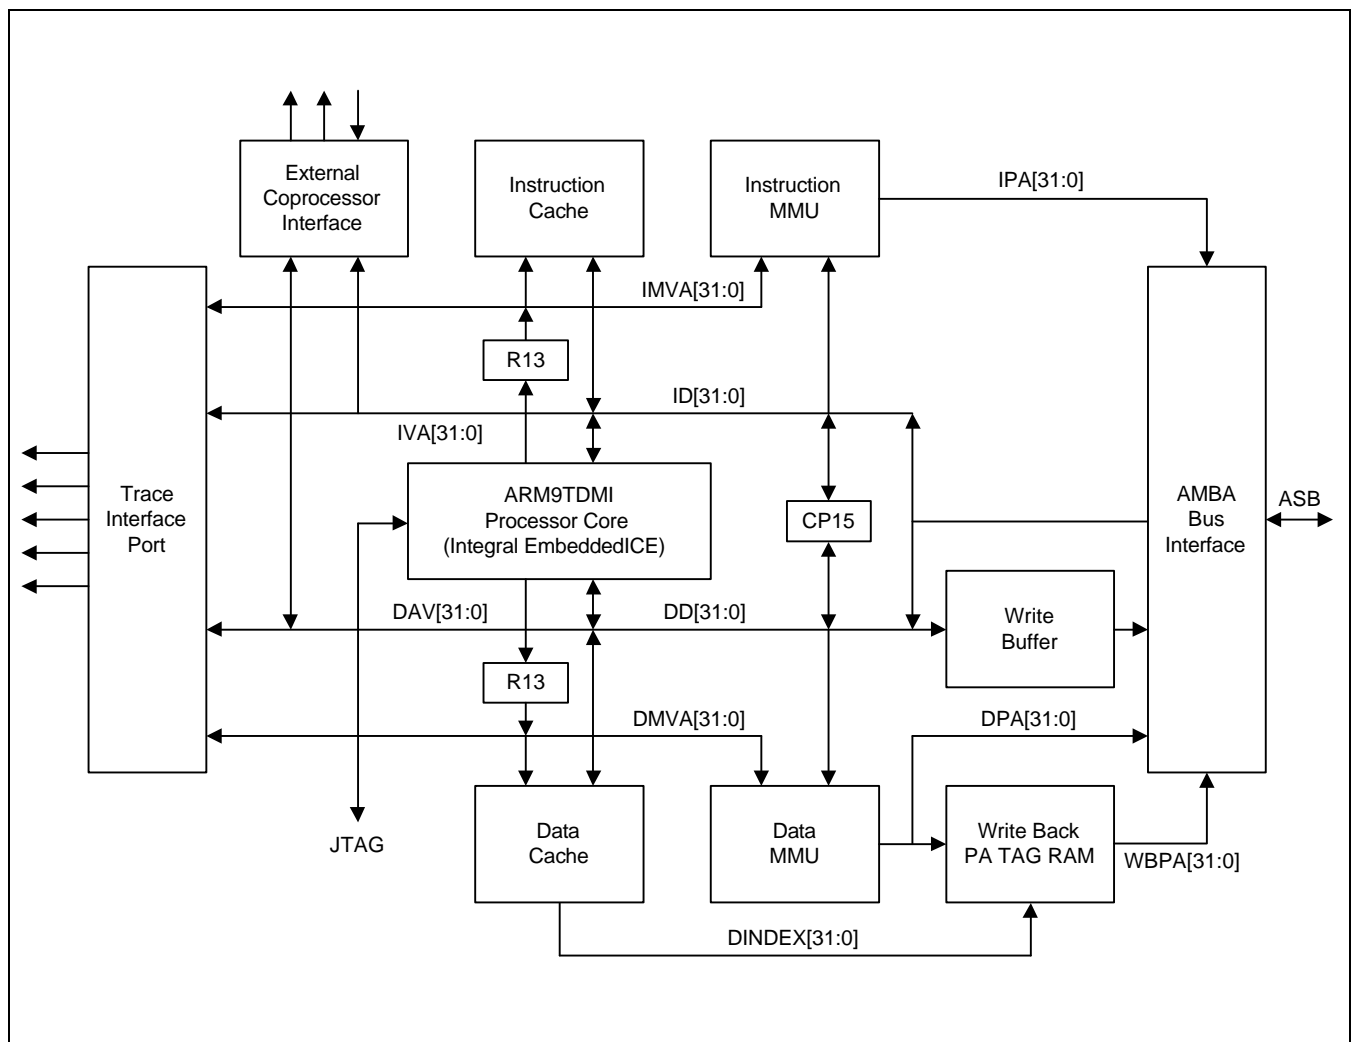 External
Coprocessor
Interface
Instruction
Cache
Instruction
MMU
IPA[31:0]
IMVA[31:0]
R13
ID[31:0]
IVA[31:0]
Trace
Interface
Port
ARM9TDMI
Processor Core
(Integral EmbeddedICE)
CP15
AMBA
Bus
Interface
ASB
DAV[31:0]
DD[31:0]
Write
Buffer
R13
DMVA[31:0]
DPA[31:0]
JTAG
Data
Cache
Data
MMU
Write Back
PA TAG RAM
WBPA[31:0]
DINDEX[31:0]